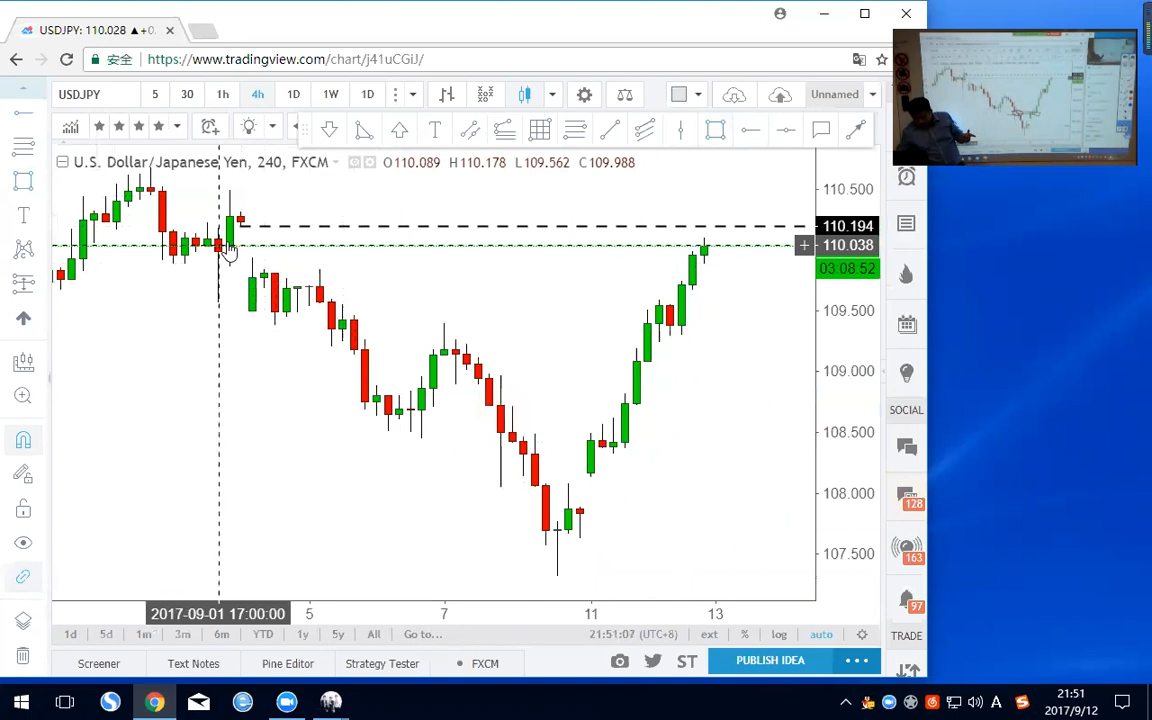 USDJPY: 110.028 ▲ +0.
安全
https://www.tradingview.com/chart/j41uCGiJ/
USDJPY 5 30 1h 4h 1D 1W 1D Unnamed
U.S. Dollar/Japanese Yen, 240, FXCM O110.089 H110.178 L109.562 C109.988
110.500
110.194
110.038
03:08:52
109.500
109.000
108.500
108.000
107.500
SOCIAL
128
163
97
TRADE
2017-09-01 17:00:00 5 7 11 13
1d 5d 1m 3m 6m YTD 1y 5y All Go to... 21:51:07 (UTC+8) ext % log auto
Screener Text Notes Pine Editor Strategy Tester FXCM ST PUBLISH IDEA
A
21:51
2017/9/12